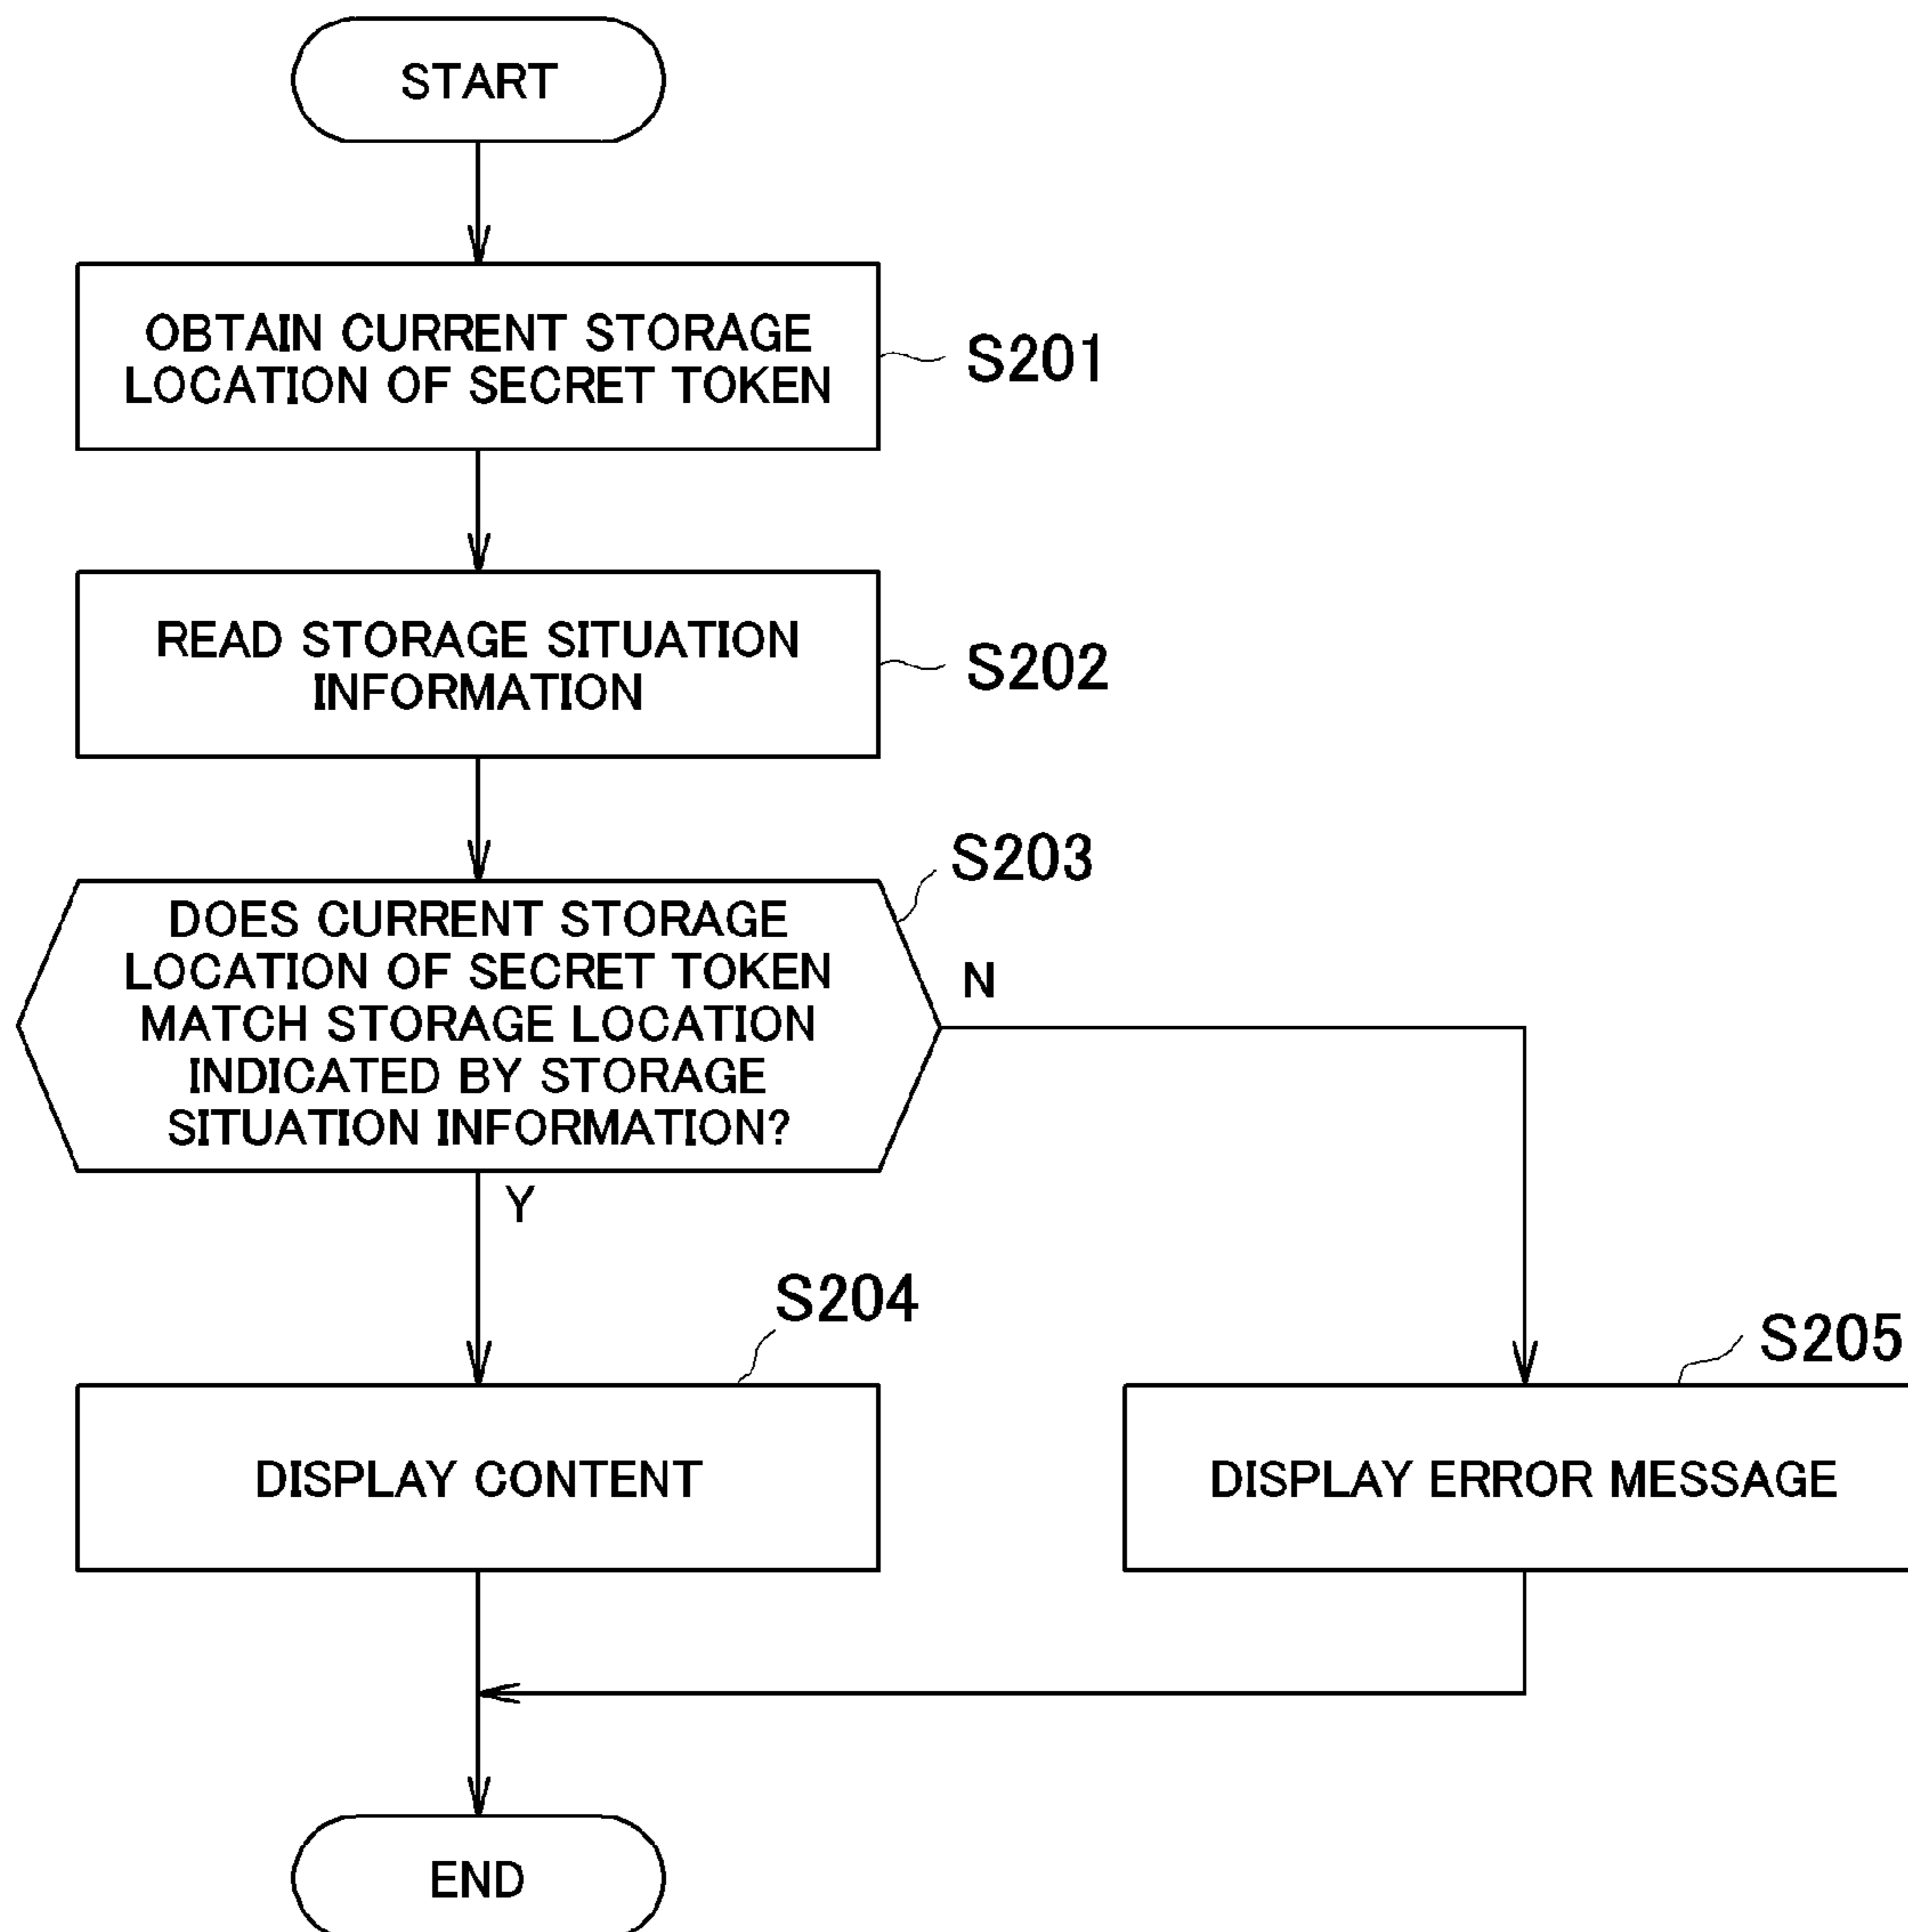 START
OBTAIN CURRENT STORAGE
LOCATION OF SECRET TOKEN
S201
READ STORAGE SITUATION
INFORMATION
S202
S203
DOES CURRENT STORAGE
LOCATION OF SECRET TOKEN
MATCH STORAGE LOCATION
INDICATED BY STORAGE
SITUATION INFORMATION?
N
Y
S204
DISPLAY CONTENT
S205
DISPLAY ERROR MESSAGE
END